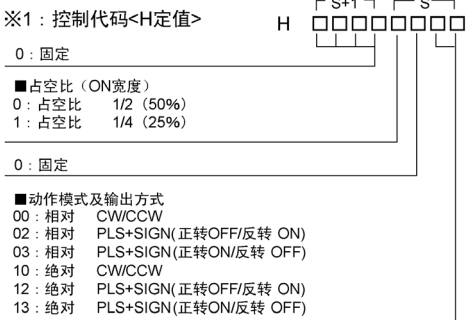 S+1 S
※1：控制代码<H定值> H □□□□□□□□
0：固定
■占空比（ON宽度）
0：占空比 1/2（50%）
1：占空比 1/4（25%）
0：固定
■动作模式及输出方式
00：相对 CW/CCW
02：相对 PLS+SIGN(正转OFF/反转 ON)
03：相对 PLS+SIGN(正转ON/反转 OFF)
10：绝对 CW/CCW
12：绝对 PLS+SIGN(正转OFF/反转 ON)
13：绝对 PLS+SIGN(正转ON/反转 OFF)